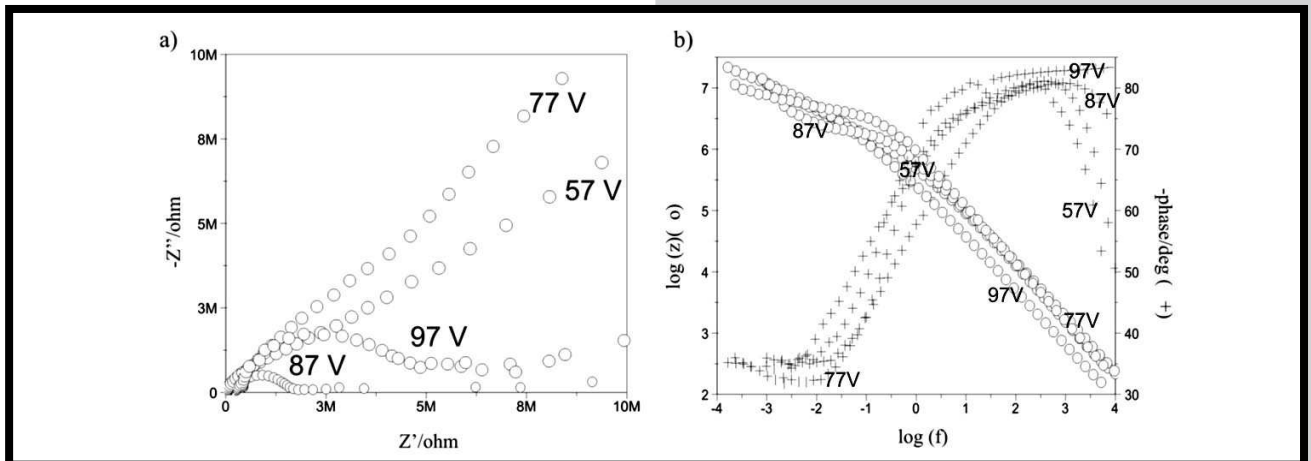 a)
10M
8M
5M
3M
0
-Z''/ohm
77 V
57 V
97 V
87 V
0
3M
5M
8M
10M
Z'/ohm
b)
7
6
5
4
3
2
log (z)( o)
97V
87V
87V
57V
57V
97V
77V
77V
80
70
60
50
40
30
-phase/deg ( + )
-4
-3
-2
-1
0
1
2
3
4
log (f)